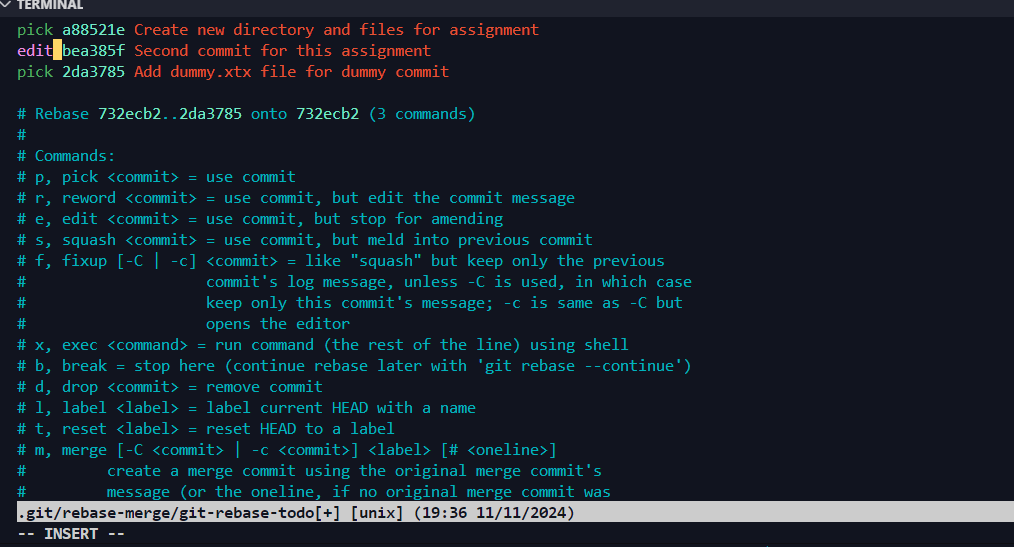 TERMINAL
pick a88521e Create new directory and files for assignment
edit bea385f Second commit for this assignment
pick 2da3785 Add dummy.xtx file for dummy commit
# Rebase 732ecb2..2da3785 onto 732ecb2 (3 commands)
#
# Commands:
# p, pick <commit> = use commit
# r, reword <commit> = use commit, but edit the commit message
# e, edit <commit> = use commit, but stop for amending
# s, squash <commit> = use commit, but meld into previous commit
# f, fixup [-C | -c] <commit> = like "squash" but keep only the previous
#                    commit's log message, unless -C is used, in which case
#                    keep only this commit's message; -c is same as -C but
#                    opens the editor
# x, exec <command> = run command (the rest of the line) using shell
# b, break = stop here (continue rebase later with 'git rebase --continue')
# d, drop <commit> = remove commit
# l, label <label> = label current HEAD with a name
# t, reset <label> = reset HEAD to a label
# m, merge [-C <commit> | -c <commit>] <label> [# <oneline>]
#         create a merge commit using the original merge commit's
#         message (or the oneline, if no original merge commit was
.git/rebase-merge/git-rebase-todo[+] [unix] (19:36 11/11/2024)
-- INSERT --